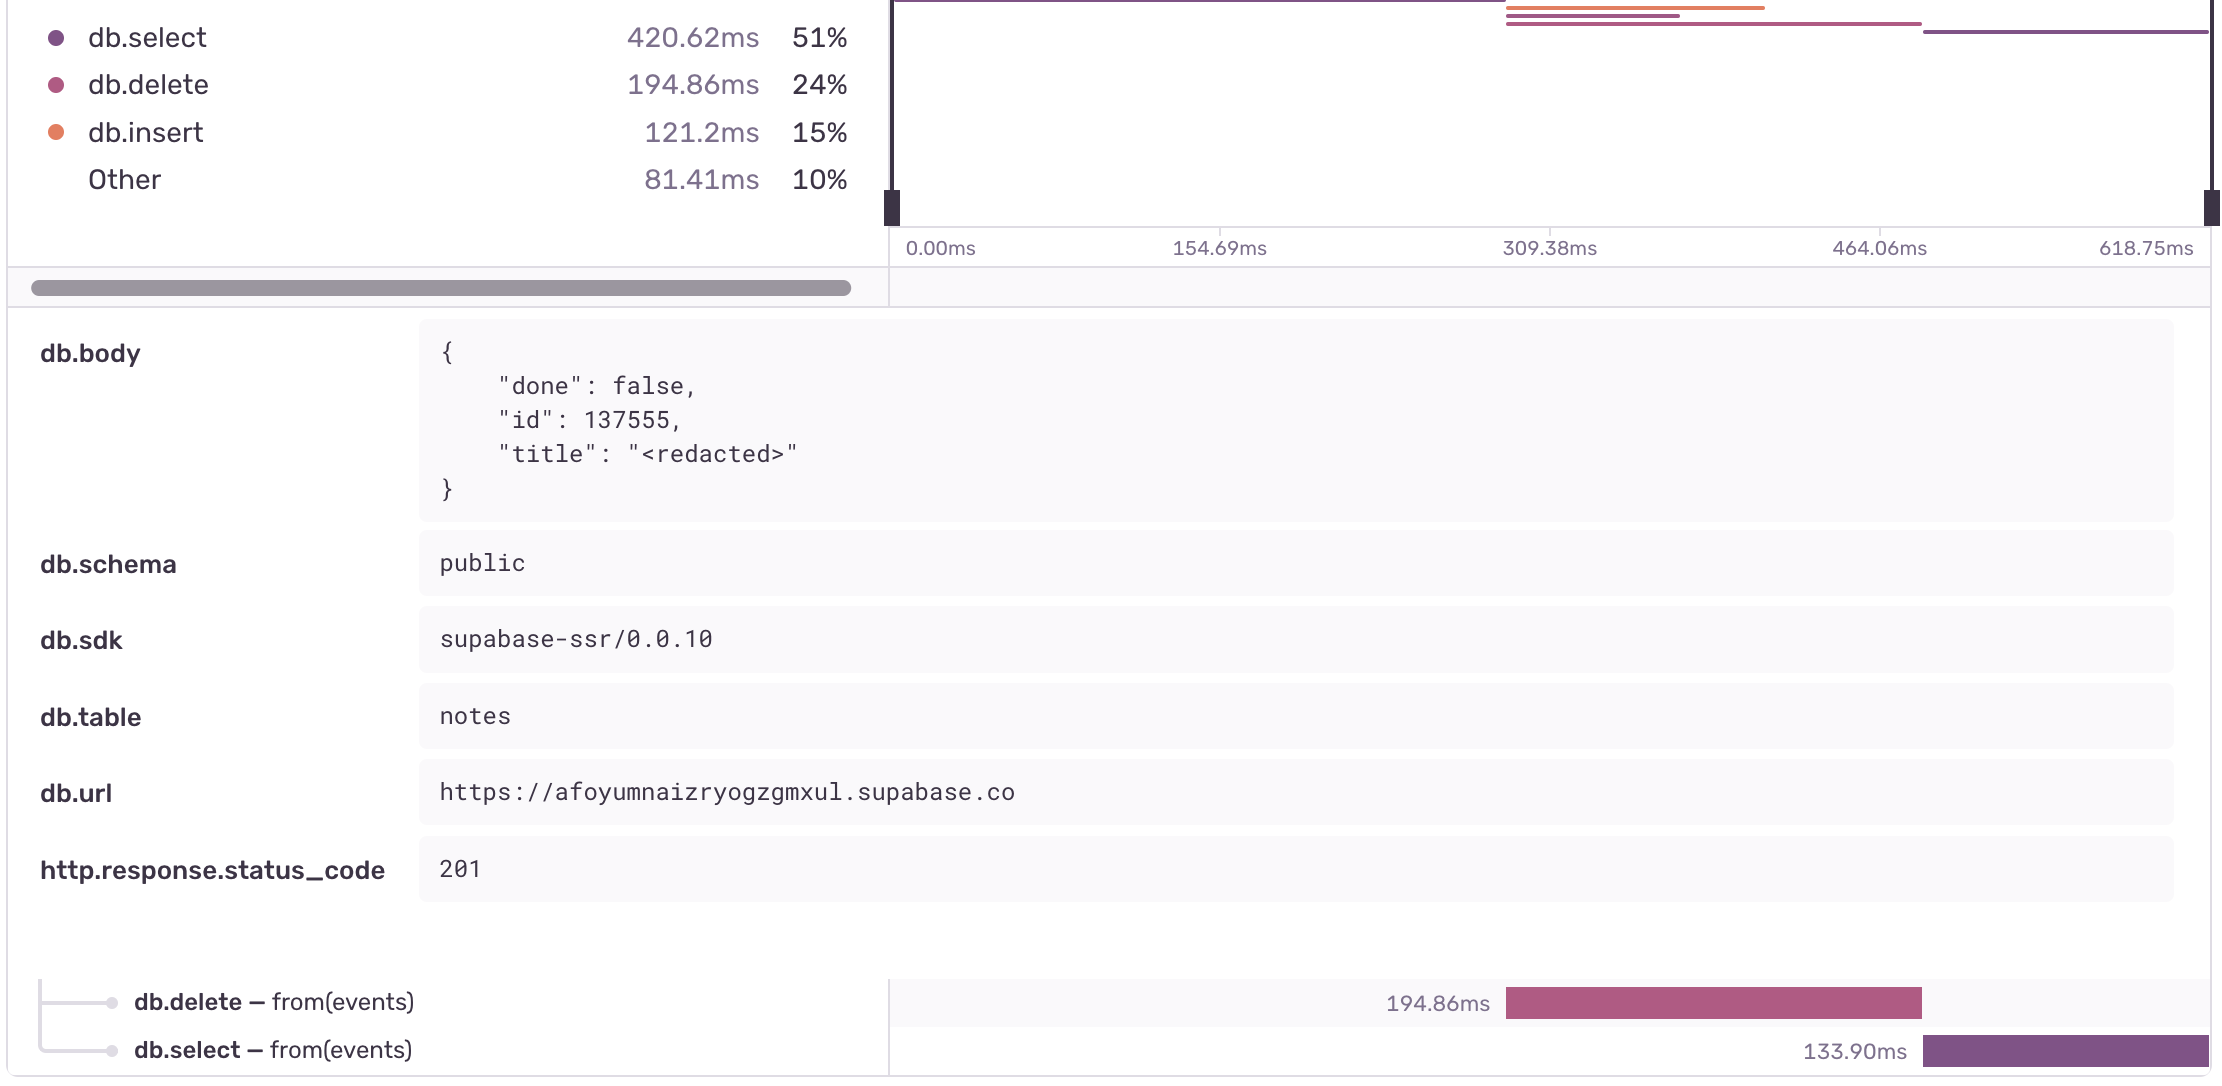 db.select 420.62ms 51%
db.delete 194.86ms 24%
db.insert 121.2ms 15%
Other 81.41ms 10%
0.00ms 154.69ms 309.38ms 464.06ms 618.75ms
db.body
{
    "done": false,
    "id": 137555,
    "title": "<redacted>"
}
db.schema public
db.sdk supabase-ssr/0.0.10
db.table notes
db.url https://afoyumnaizryogzgmxul.supabase.co
http.response.status_code 201
db.delete — from(events) 194.86ms
db.select — from(events) 133.90ms